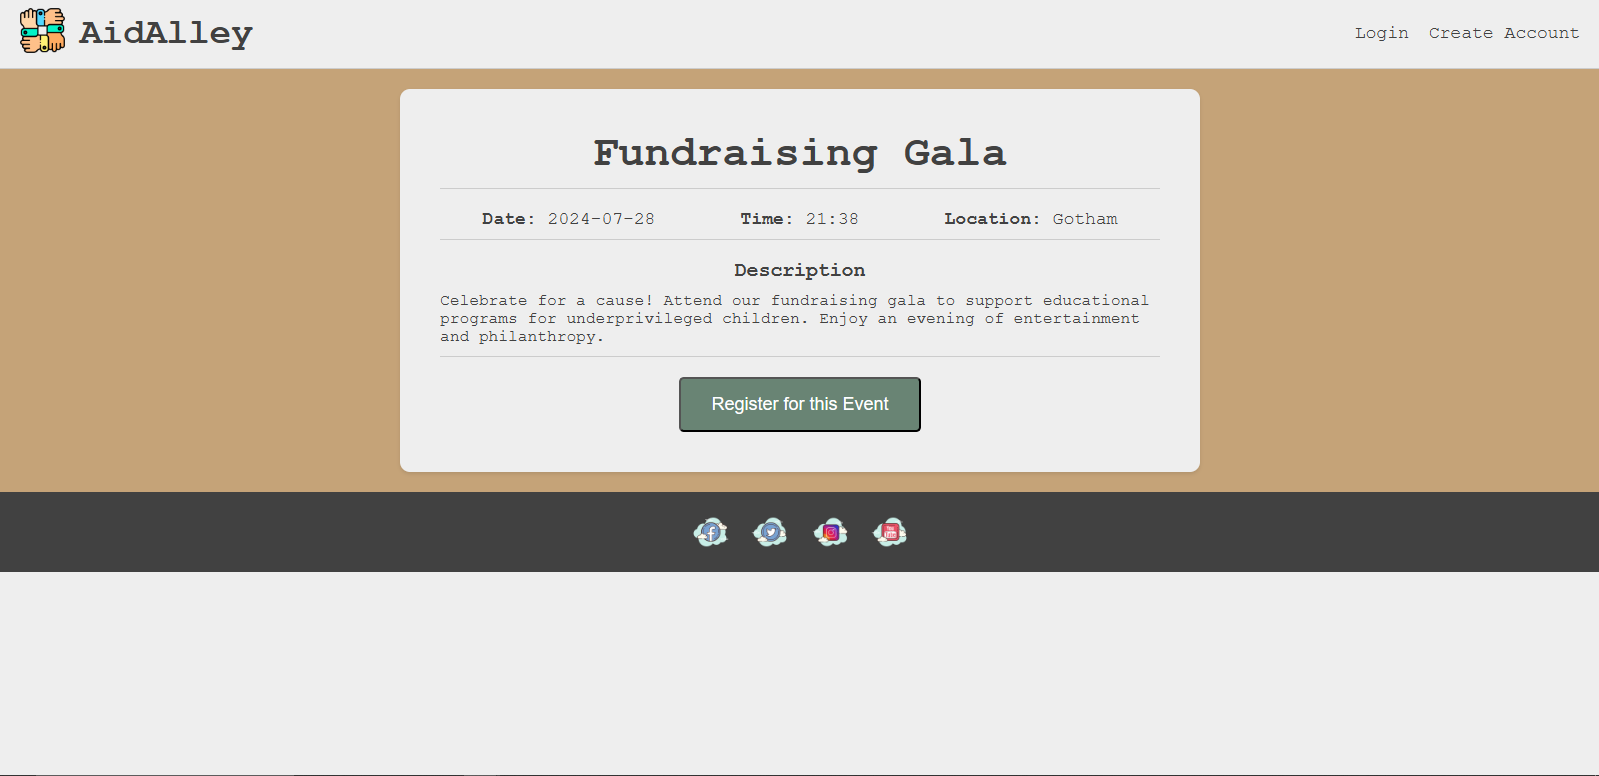 AidAlley
Login Create Account
Fundraising Gala
Date: 2024-07-28 Time: 21:38 Location: Gotham
Description
Celebrate for a cause! Attend our fundraising gala to support educational
programs for underprivileged children. Enjoy an evening of entertainment
and philanthropy.
Register for this Event